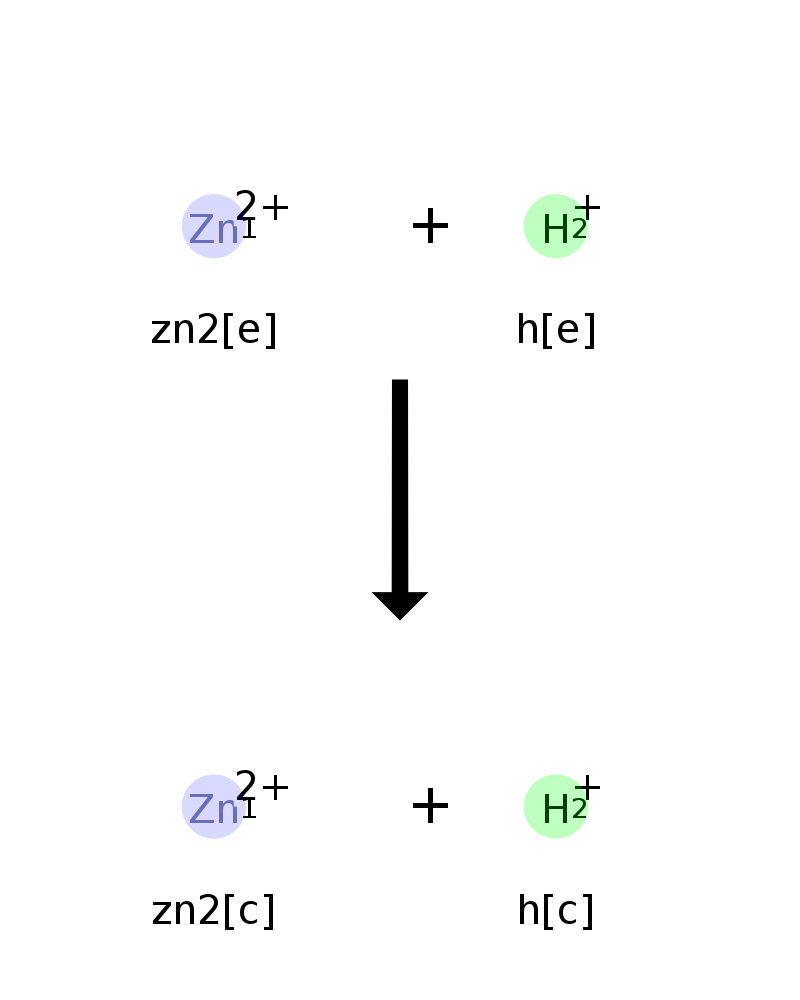 Zn1 2+ + H2 +
zn2[e] h[e]
Zn1 2+ + H2 +
zn2[c] h[c]